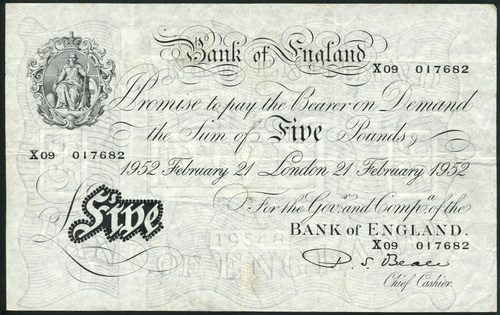 Bank of England
X09 017682
I Promise to pay the Bearer on Demand
the Sum of Five Pounds
X09 017682
1952 February 21 London 21 February 1952
For the Govr. and Compa. of the
BANK of ENGLAND.
X09 017682
£Five
P. S. Beale
Chief Cashier.